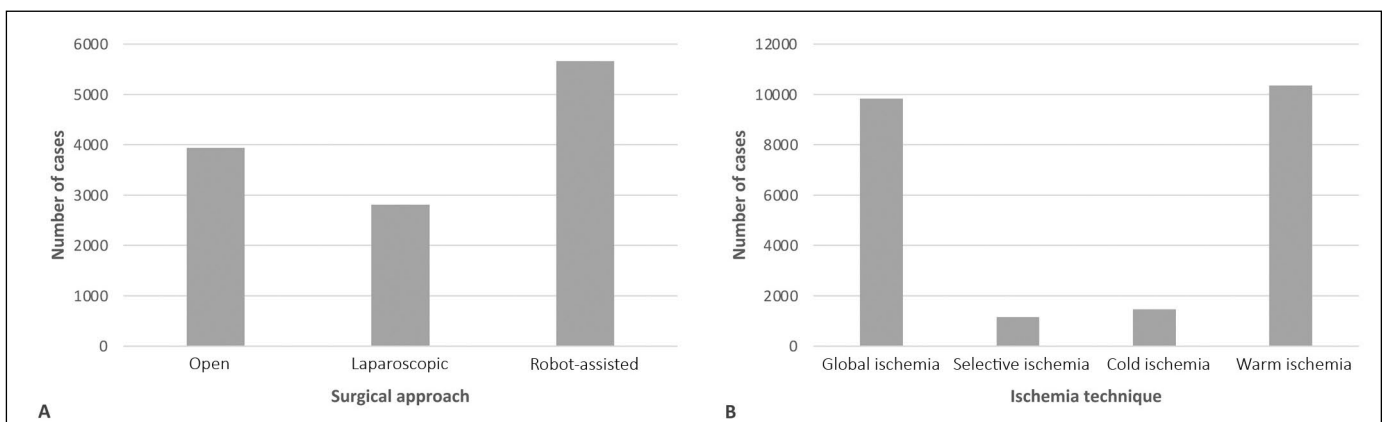 6000
5000
4000
3000
2000
1000
0
Number of cases
Open Laparoscopic Robot-assisted
Surgical approach
A
12000
10000
8000
6000
4000
2000
0
Number of cases
Global ischemia Selective ischemia Cold ischemia Warm ischemia
Ischemia technique
B